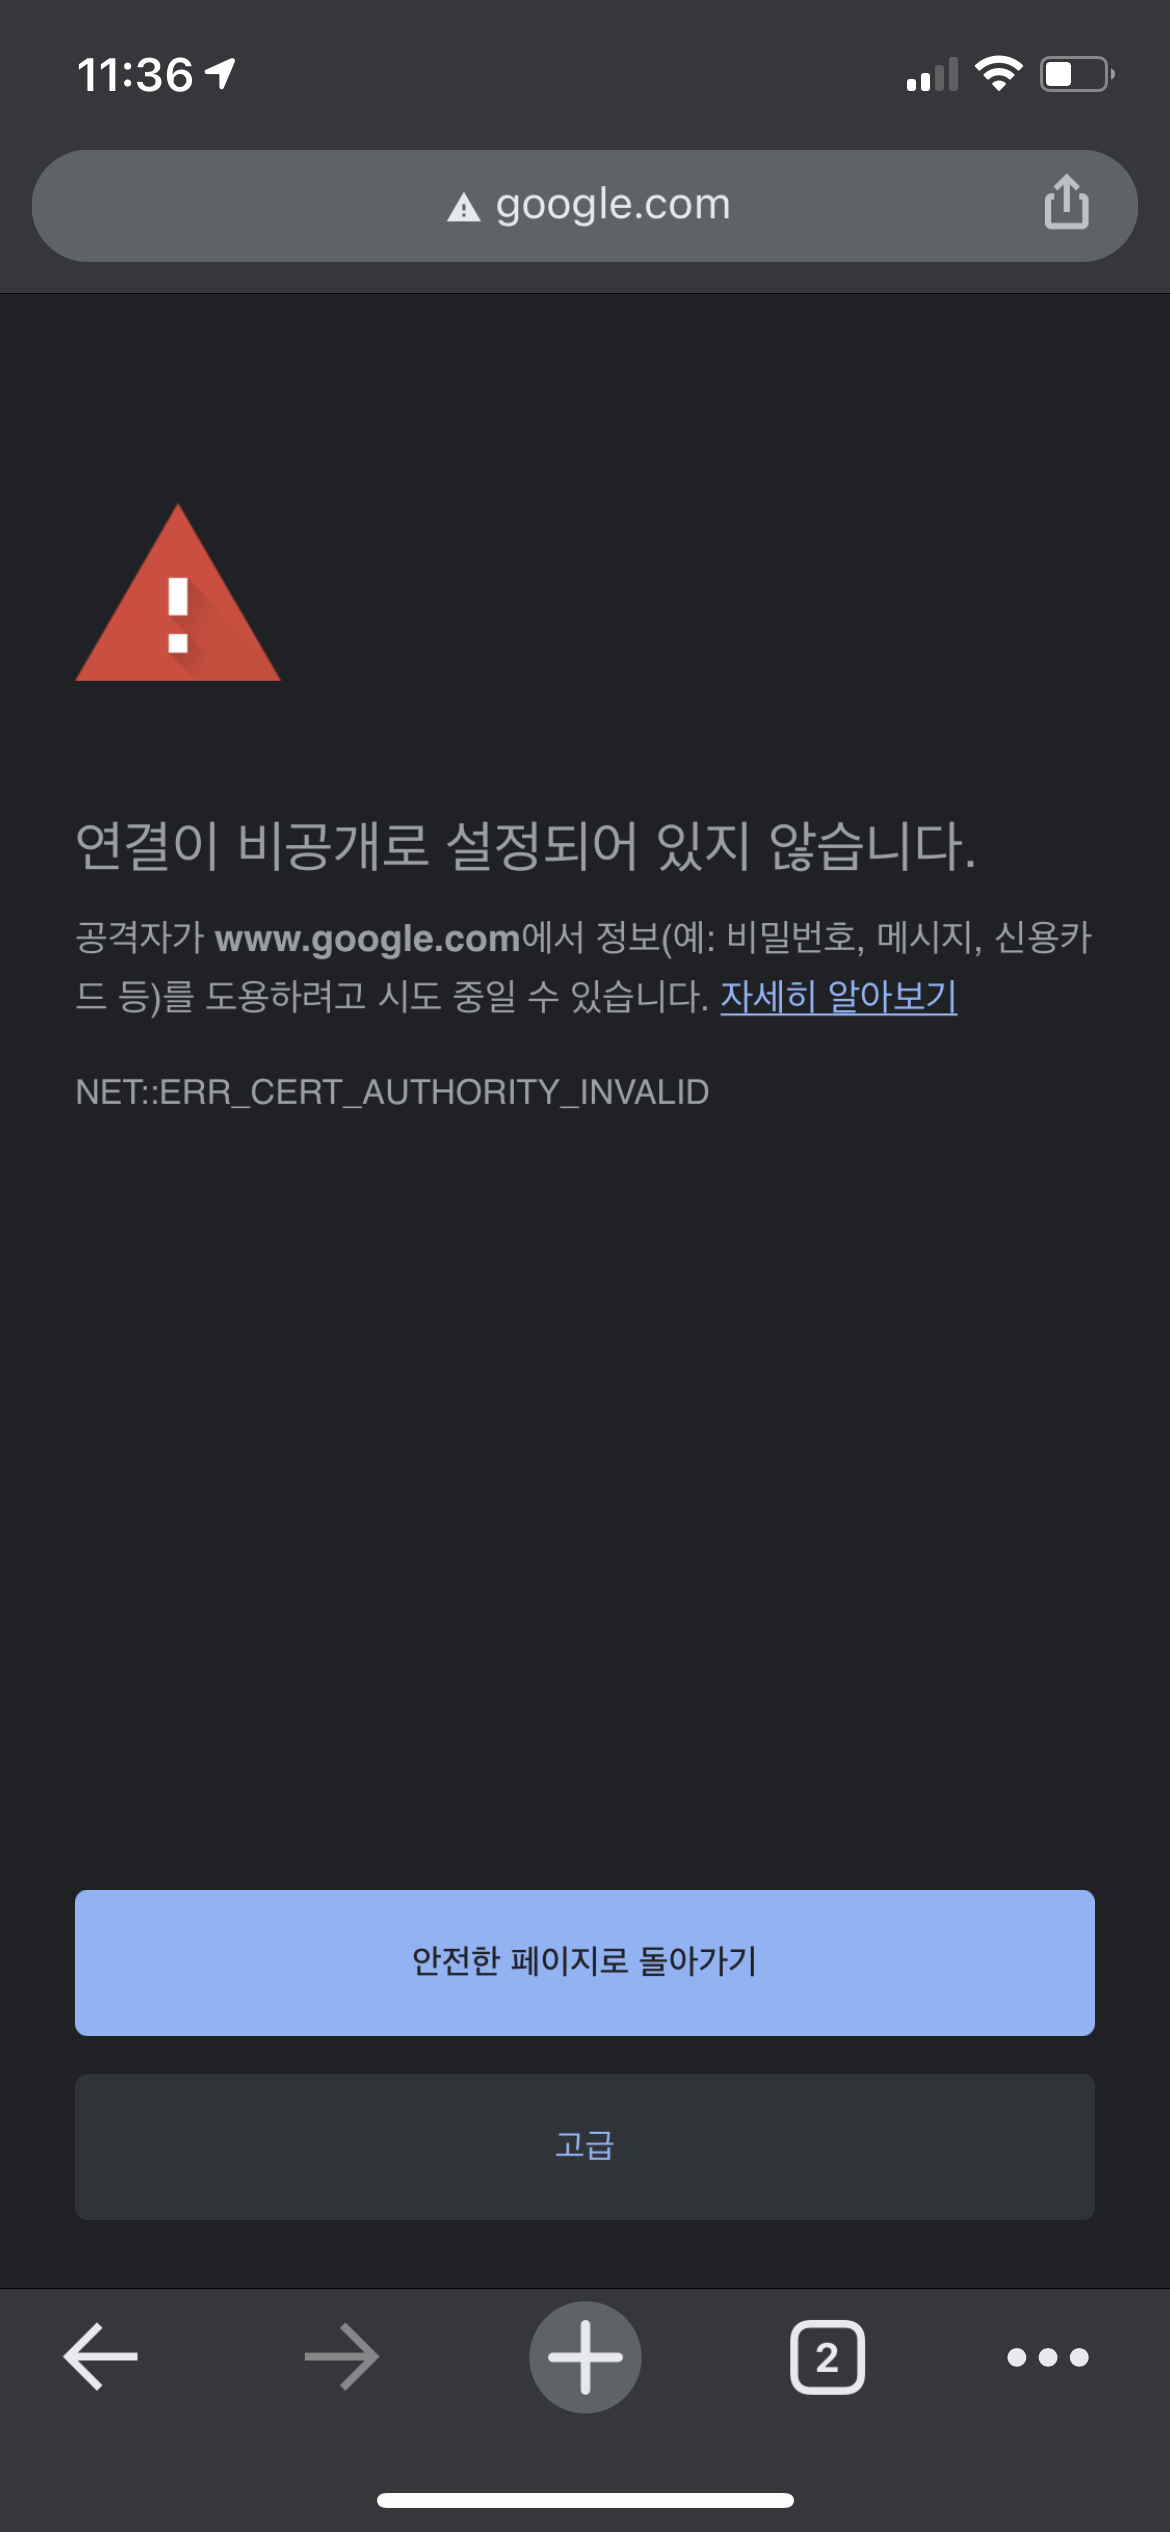 11:36
google.com
연결이 비공개로 설정되어 있지 않습니다.
공격자가 www.google.com에서 정보(예: 비밀번호, 메시지, 신용카
드 등)를 도용하려고 시도 중일 수 있습니다. 자세히 알아보기
NET::ERR_CERT_AUTHORITY_INVALID
안전한 페이지로 돌아가기
고급
2